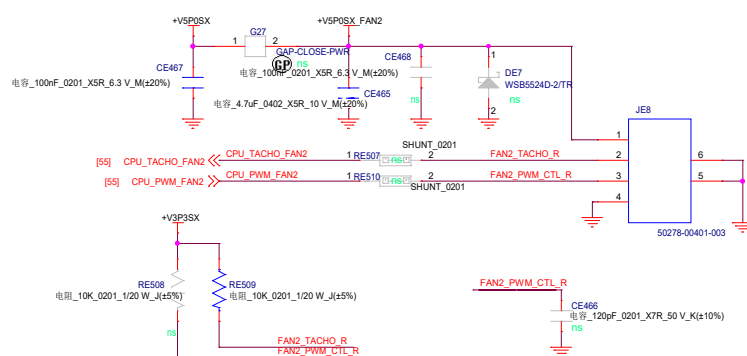 +V5P0SX
+V5P0SX_FAN2
G27
1
2
GAP-CLOSE-PWR
GP
ns
CE467
电容_100nF_0201_X5R_6.3 V_M(±20%)
CE468
电容_100nF_0201_X5R_6.3 V_M(±20%)
ns
CE465
电容_4.7uF_0402_X5R_10 V_M(±20%)
1
DE7
WSB5524D-2/TR
ns
2
JE8
1
2
3
4
6
5
50278-00401-003
[55] CPU_TACHO_FAN2
CPU_TACHO_FAN2
1 RE507
ns
2
SHUNT_0201
FAN2_TACHO_R
[55] CPU_PWM_FAN2
CPU_PWM_FAN2
1 RE510
ns
2
SHUNT_0201
FAN2_PWM_CTL_R
+V3P3SX
RE508
电阻_10K_0201_1/20 W_J(±5%)
ns
RE509
电阻_10K_0201_1/20 W_J(±5%)
FAN2_TACHO_R
FAN2_PWM_CTL_R
FAN2_PWM_CTL_R
CE466
电容_120pF_0201_X7R_50 V_K(±10%)
ns